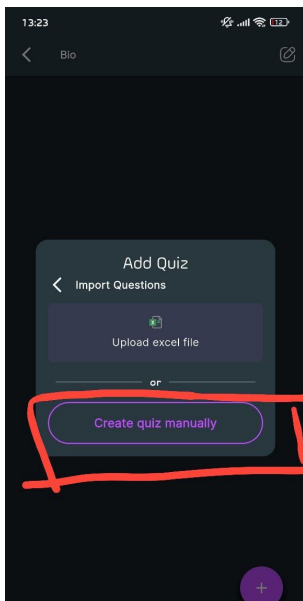 13:23
12
Bio
Add Quiz
Import Questions
Upload excel file
or
Create quiz manually
+